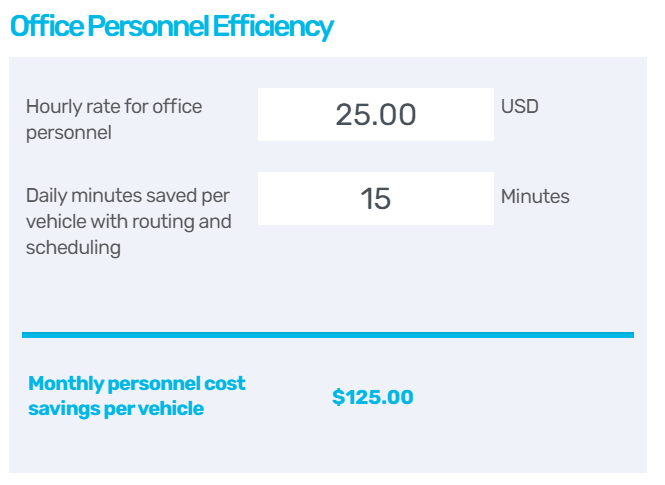 Office Personnel Efficiency
Hourly rate for office
personnel
25.00
USD
Daily minutes saved per
vehicle with routing and
scheduling
15
Minutes
Monthly personnel cost
savings per vehicle
$125.00